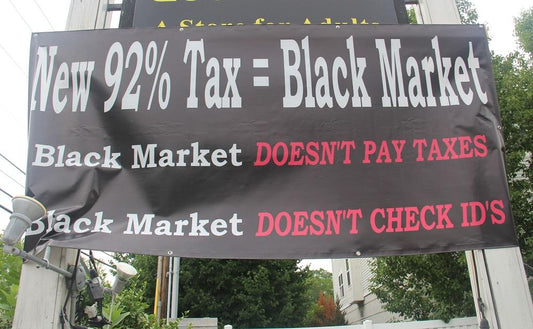 A Store for Adults
New 92% Tax = Black Market
Black Market DOESN'T PAY TAXES
Black Market DOESN'T CHECK ID'S